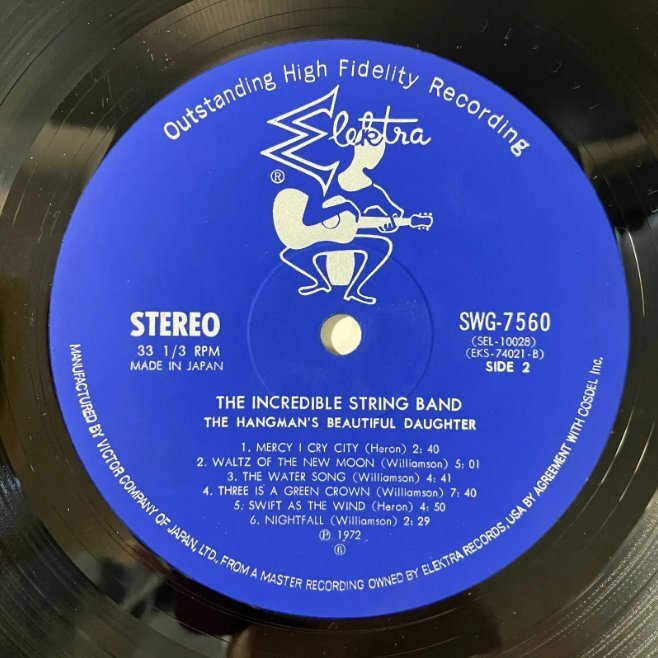 Outstanding High Fidelity Recording
Elektra
®
STEREO
33 1/3 RPM
MADE IN JAPAN
SWG-7560
(SEL-10028)
(EKS-74021-B)
SIDE 2
THE INCREDIBLE STRING BAND
THE HANGMAN'S BEAUTIFUL DAUGHTER
1. MERCY I CRY CITY (Heron) 2: 40
2. WALTZ OF THE NEW MOON (Williamson) 5: 01
3. THE WATER SONG (Williamson) 4: 41
4. THREE IS A GREEN CROWN (Williamson) 7: 40
5. SWIFT AS THE WIND (Heron) 4: 50
6. NIGHTFALL (Williamson) 2: 29
Ⓟ 1972
⑥
MANUFACTURED BY VICTOR COMPANY OF JAPAN, LTD., FROM A MASTER RECORDING OWNED BY ELEKTRA RECORDS, USA BY AGREEMENT WITH COSDEL Inc.